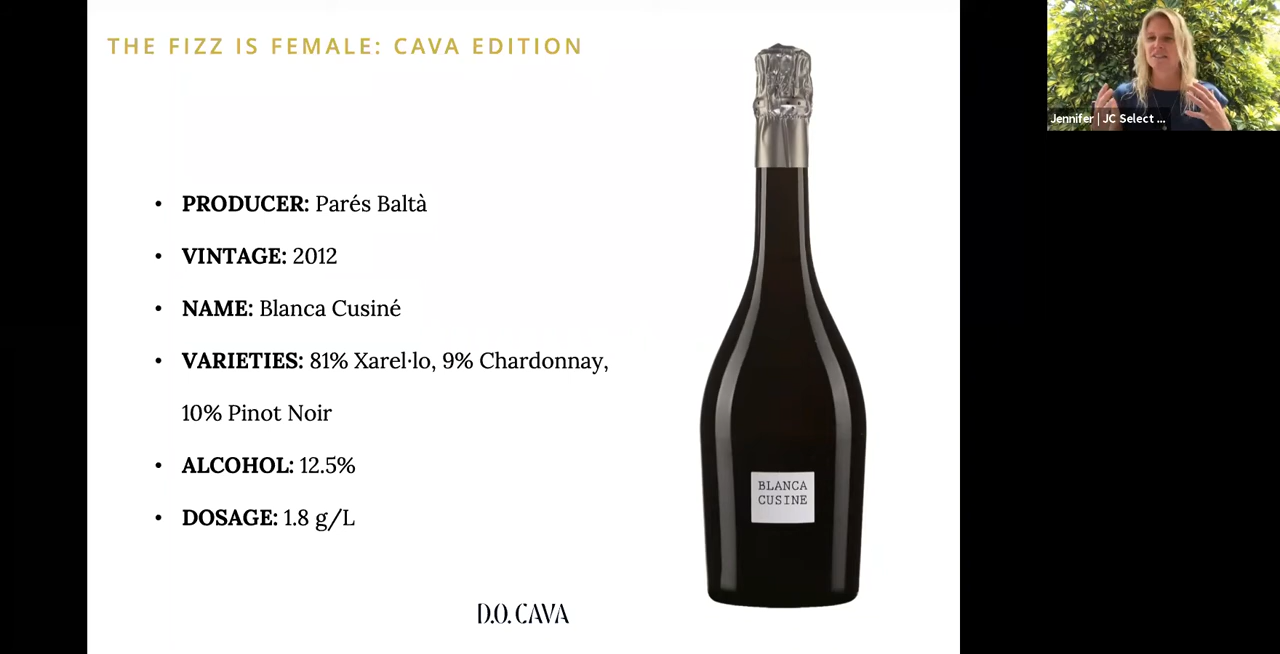 THE FIZZ IS FEMALE: CAVA EDITION
Jennifer | JC Select ...
• PRODUCER: Parés Baltà
• VINTAGE: 2012
• NAME: Blanca Cusiné
• VARIETIES: 81% Xarel·lo, 9% Chardonnay,
10% Pinot Noir
• ALCOHOL: 12.5%
• DOSAGE: 1.8 g/L
BLANCA
CUSINE
D.O. CAVA